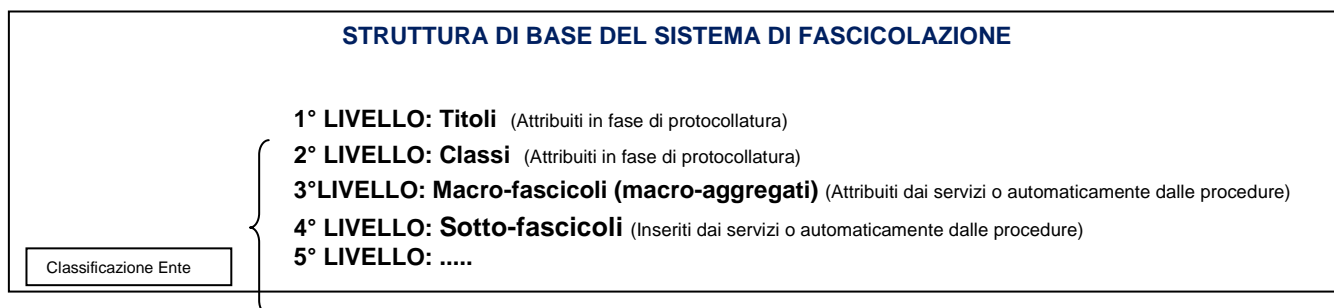 STRUTTURA DI BASE DEL SISTEMA DI FASCICOLAZIONE
1° LIVELLO: Titoli (Attribuiti in fase di protocollatura)
2° LIVELLO: Classi (Attribuiti in fase di protocollatura)
3°LIVELLO: Macro-fascicoli (macro-aggregati) (Attribuiti dai servizi o automaticamente dalle procedure)
4° LIVELLO: Sotto-fascicoli (Inseriti dai servizi o automaticamente dalle procedure)
5° LIVELLO: .....
Classificazione Ente